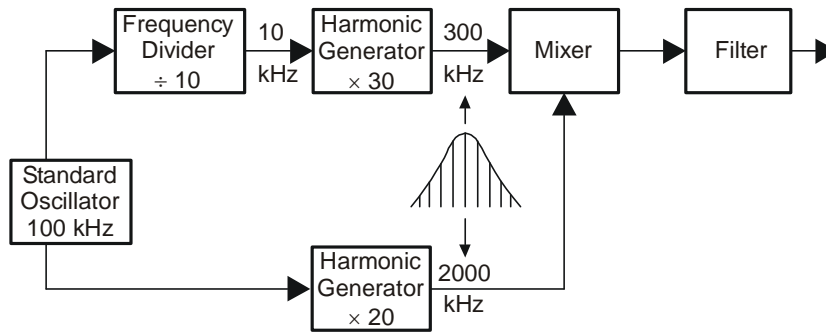 Frequency
Divider
÷ 10
10
kHz
Harmonic
Generator
× 30
300
kHz
Mixer
Filter
Standard
Oscillator
100 kHz
Harmonic
Generator
× 20
2000
kHz